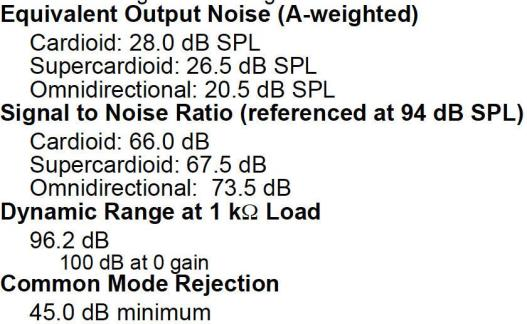 Equivalent Output Noise (A-weighted)
Cardioid: 28.0 dB SPL
Supercardioid: 26.5 dB SPL
Omnidirectional: 20.5 dB SPL
Signal to Noise Ratio (referenced at 94 dB SPL)
Cardioid: 66.0 dB
Supercardioid: 67.5 dB
Omnidirectional: 73.5 dB
Dynamic Range at 1 kΩ Load
96.2 dB
100 dB at 0 gain
Common Mode Rejection
45.0 dB minimum